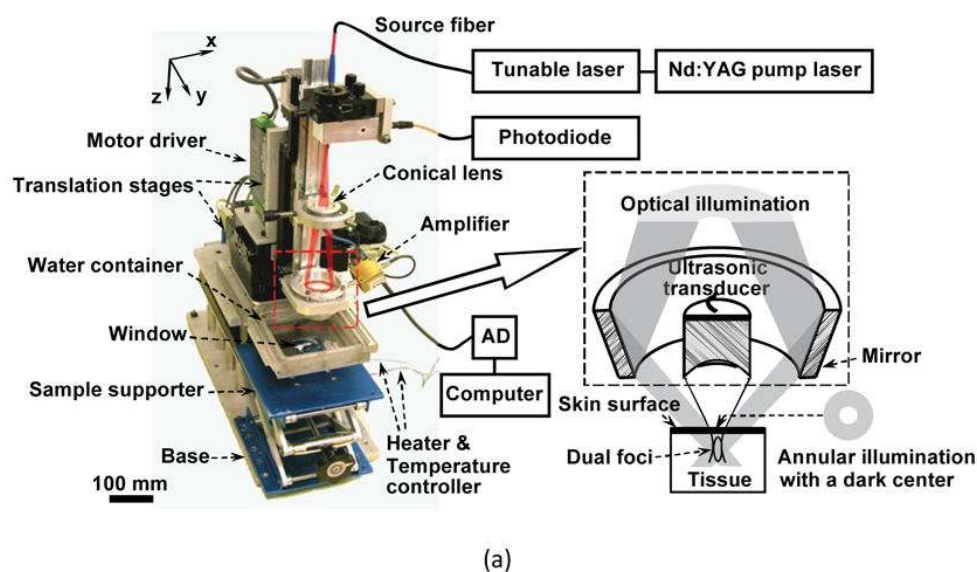 Source fiber
x
z
y
Tunable laser
Nd:YAG pump laser
Motor driver
Photodiode
Translation stages
Conical lens
Optical illumination
Amplifier
Water container
Ultrasonic
transducer
Window
AD
Mirror
Sample supporter
Computer
Skin surface
Base
Heater &
Temperature
controller
Dual foci
Tissue
Annular illumination
with a dark center
100 mm
(a)